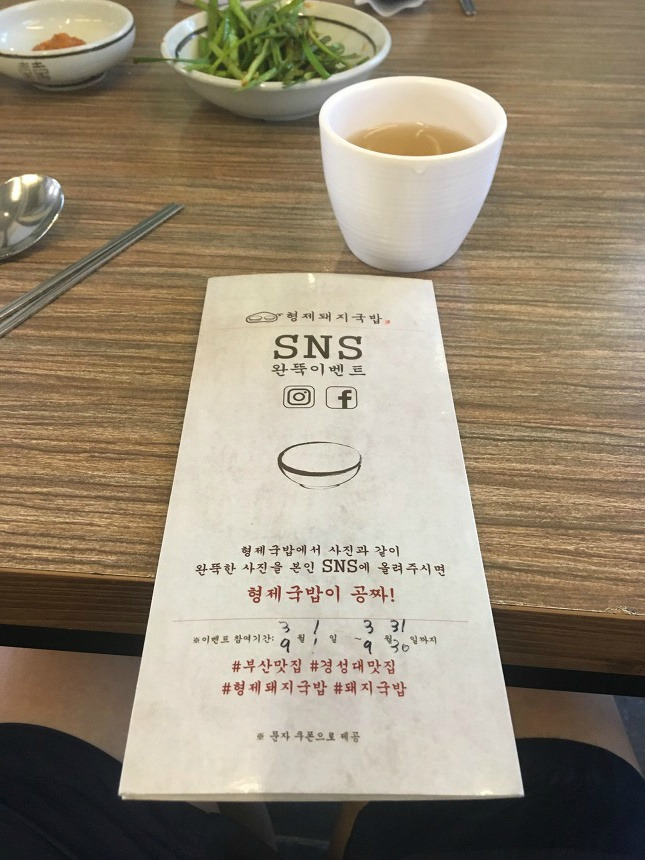 형제돼지국밥
SNS
완뚝이벤트
형제국밥에서 사진과 같이
완뚝한 사진을 본인 SNS에 올려주시면
형제국밥이 공짜!
3 1 3 31
※이벤트 참여기간: 9 월 1 일 ~ 9 월 30 일까지
#부산맛집 #경성대맛집
#형제돼지국밥 #돼지국밥
※ 문자 쿠폰으로 제공